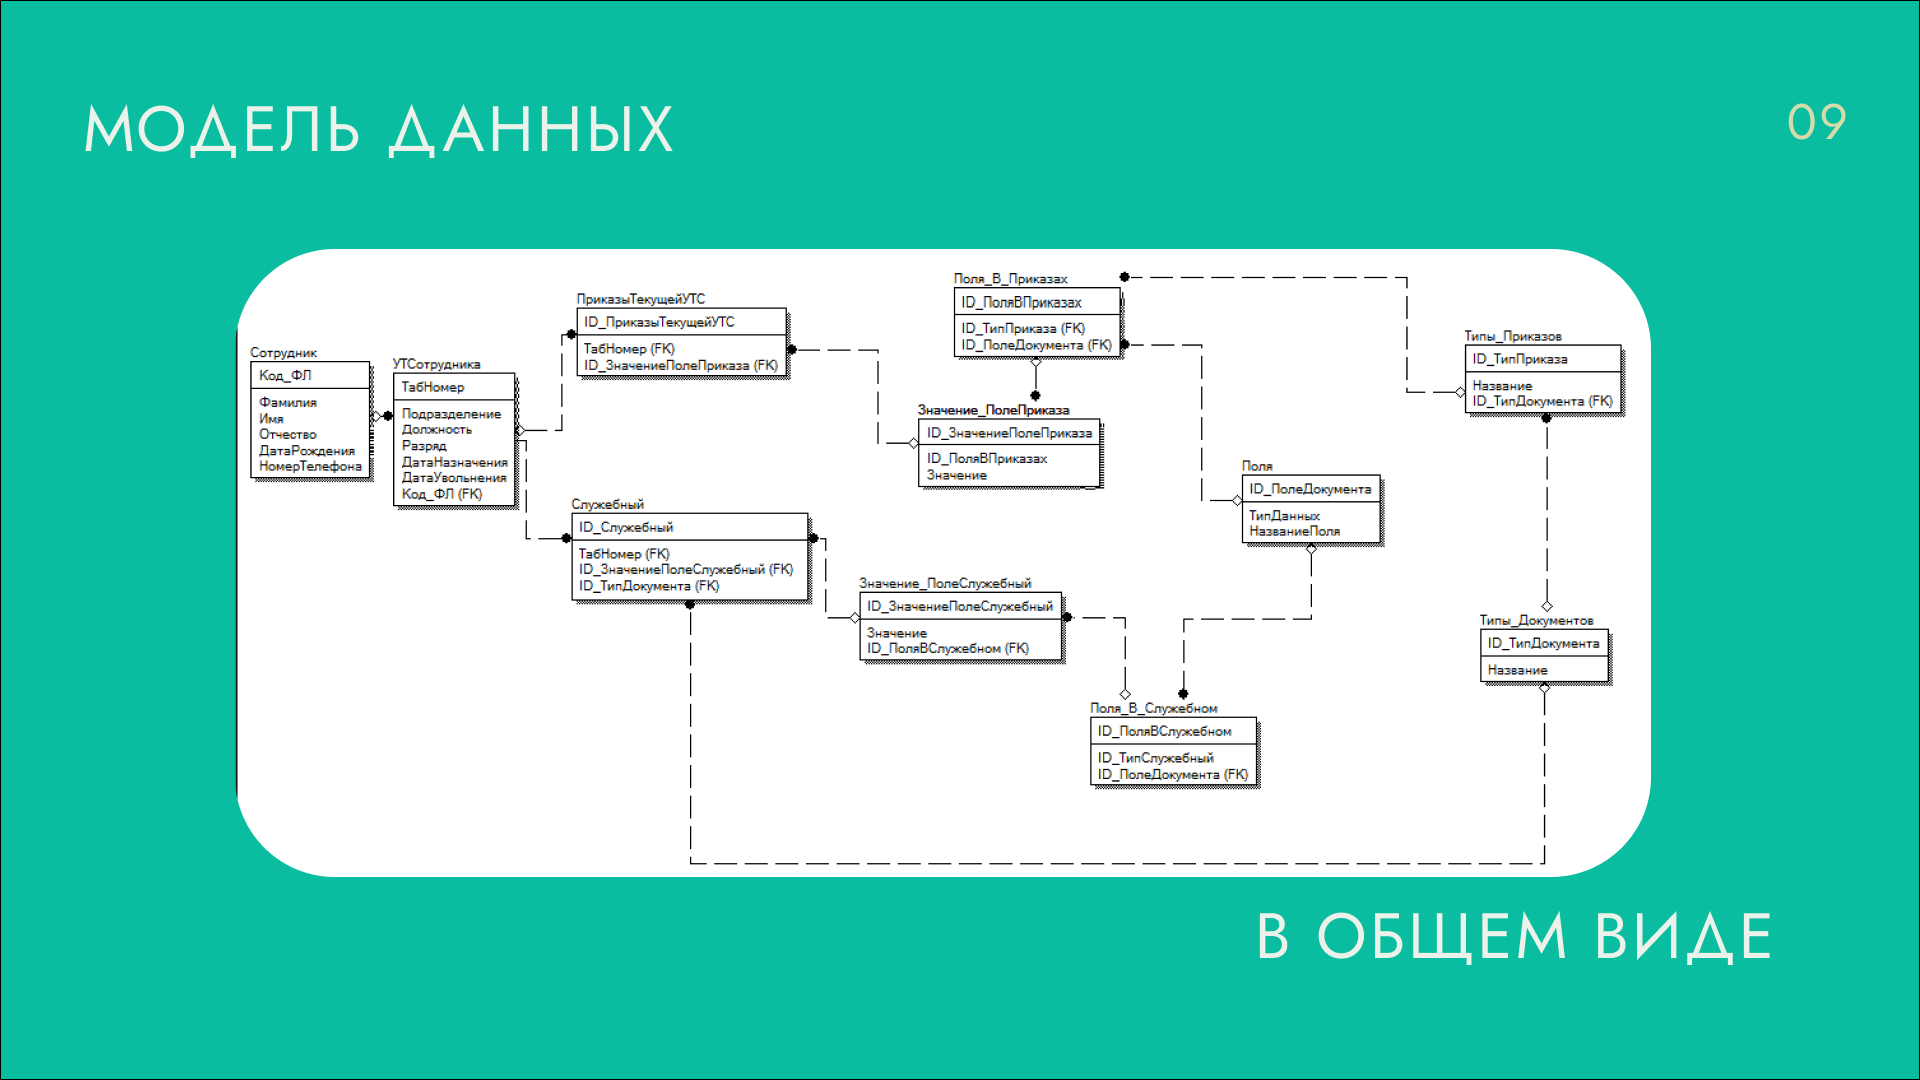 МОДЕЛЬ ДАННЫХ
09
Сотрудник
Код_ФЛ
Фамилия
Имя
Отчество
ДатаРождения
НомерТелефона
УТСотрудника
ТабНомер
Подразделение
Должность
Разряд
ДатаНазначения
ДатаУвольнения
Код_ФЛ (FK)
ПриказыТекущейУТС
ID_ПриказыТекущейУТС
ТабНомер (FK)
ID_ЗначениеПолеПриказа (FK)
Служебный
ID_Служебный
ТабНомер (FK)
ID_ЗначениеПолеСлужебный (FK)
ID_ТипДокумента (FK)
Поля_В_Приказах
ID_ПоляВПриказах
ID_ТипПриказа (FK)
ID_ПолеДокумента (FK)
Значение_ПолеПриказа
ID_ЗначениеПолеПриказа
ID_ПоляВПриказах
Значение
Значение_ПолеСлужебный
ID_ЗначениеПолеСлужебный
Значение
ID_ПоляВСлужебном (FK)
Поля_В_Служебном
ID_ПоляВСлужебном
ID_ТипСлужебный
ID_ПолеДокумента (FK)
Поля
ID_ПолеДокумента
ТипДанных
НазваниеПоля
Типы_Приказов
ID_ТипПриказа
Название
ID_ТипДокумента (FK)
Типы_Документов
ID_ТипДокумента
Название
В ОБЩЕМ ВИДЕ